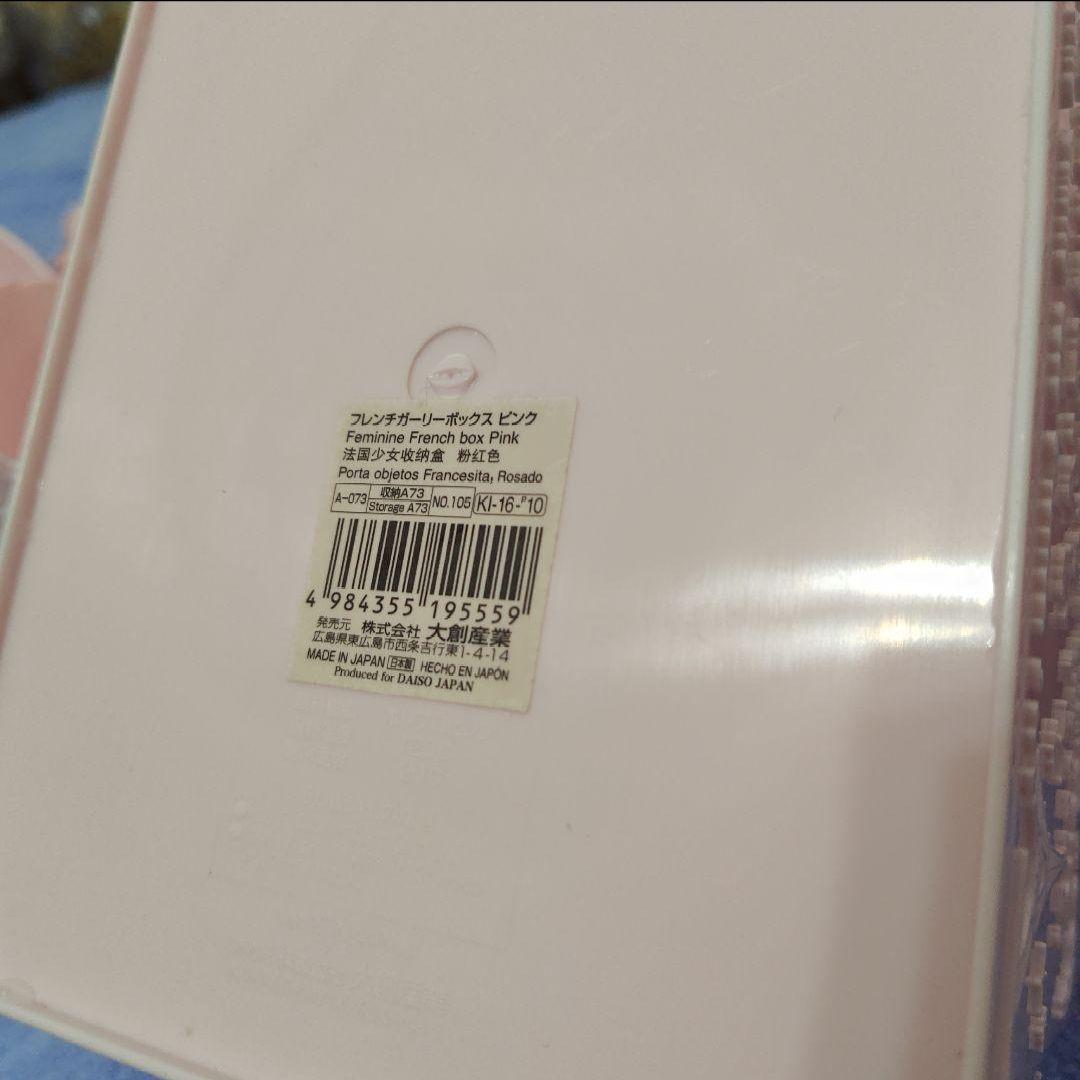 フレンチガーリーボックス ピンク
Feminine French box Pink
法国少女收纳盒 粉红色
Porta objetos Francesita, Rosado
A-073 収納A73 Storage A73 NO.105 KI-16-P10
4 984355 195559
発売元 株式会社 大創産業
広島県東広島市西条吉行東1-4-14
MADE IN JAPAN 日本製 HECHO EN JAPÓN
Produced for DAISO JAPAN